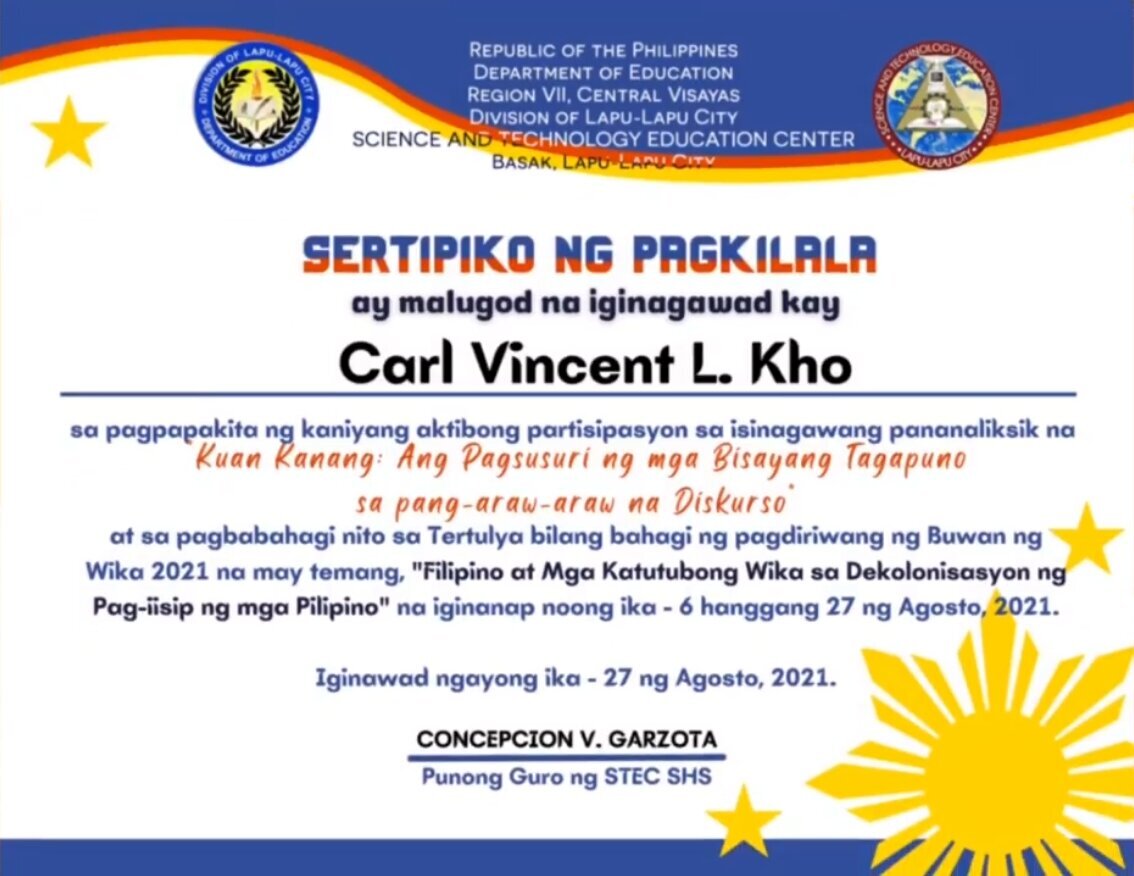 REPUBLIC OF THE PHILIPPINES
DEPARTMENT OF EDUCATION
REGION VII, CENTRAL VISAYAS
DIVISION OF LAPU-LAPU CITY
SCIENCE AND TECHNOLOGY EDUCATION CENTER
BASAK, LAPU-LAPU CITY
DIVISION OF LAPU-LAPU CITY
DEPARTMENT OF EDUCATION
SCIENCE AND TECHNOLOGY EDUCATION CENTER
LAPU-LAPU CITY
SERTIPIKO NG PAGKILALA
ay malugod na iginagawad kay
Carl Vincent L. Kho
sa pagpapakita ng kaniyang aktibong partisipasyon sa isinagawang pananaliksik na
"Kuan Kanang: Ang Pagsusuri ng mga Bisayang Tagapuno
sa pang-araw-araw na Diskurso"
at sa pagbabahagi nito sa Tertulya bilang bahagi ng pagdiriwang ng Buwan ng
Wika 2021 na may temang, "Filipino at Mga Katutubong Wika sa Dekolonisasyon ng
Pag-iisip ng mga Pilipino" na iginanap noong ika - 6 hanggang 27 ng Agosto, 2021.
Iginawad ngayong ika - 27 ng Agosto, 2021.
CONCEPCION V. GARZOTA
Punong Guro ng STEC SHS